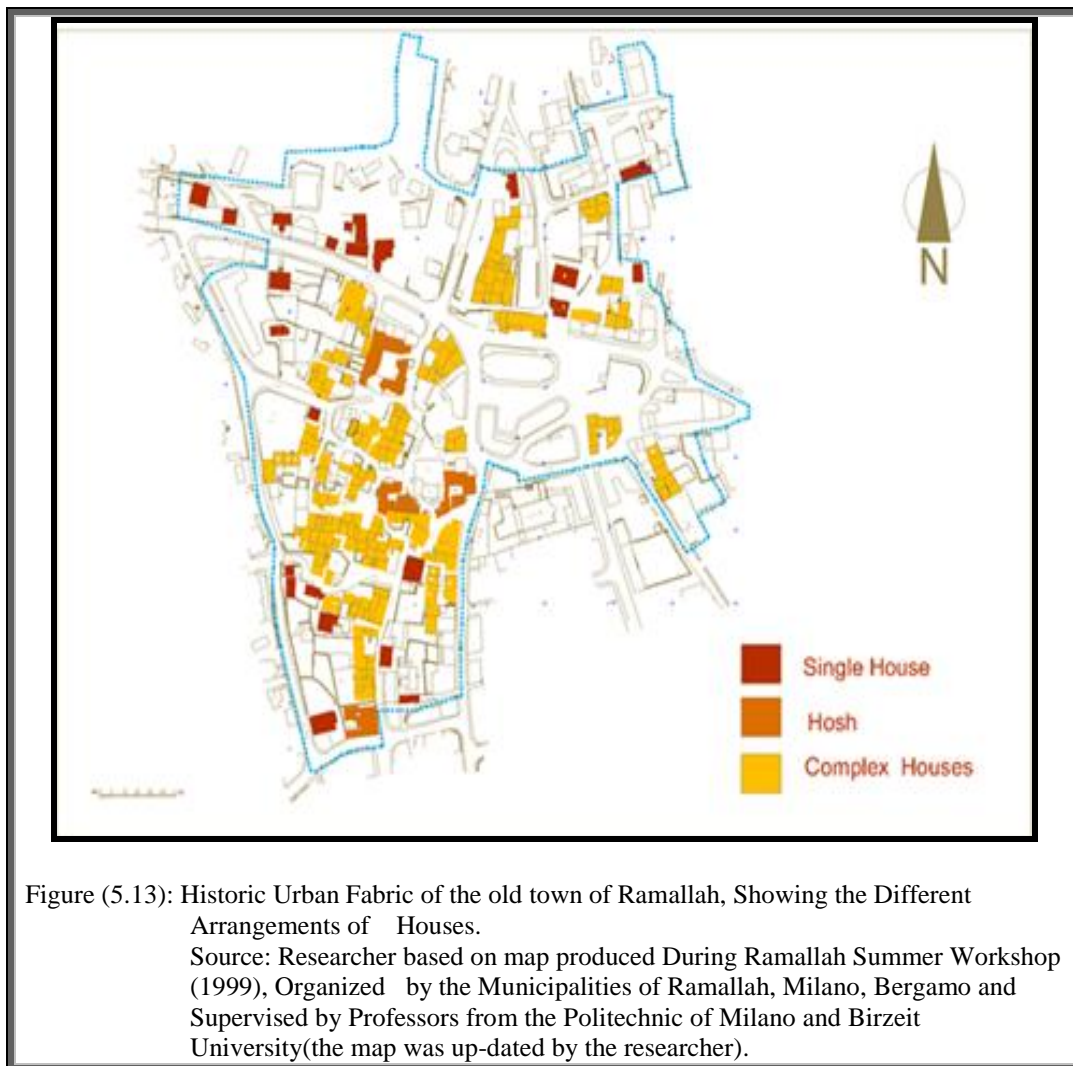 N
Single House
Hosh
Complex Houses
Figure (5.13): Historic Urban Fabric of the old town of Ramallah, Showing the Different
Arrangements of Houses.
Source: Researcher based on map produced During Ramallah Summer Workshop
(1999), Organized by the Municipalities of Ramallah, Milano, Bergamo and
Supervised by Professors from the Politechnic of Milano and Birzeit
University(the map was up-dated by the researcher).